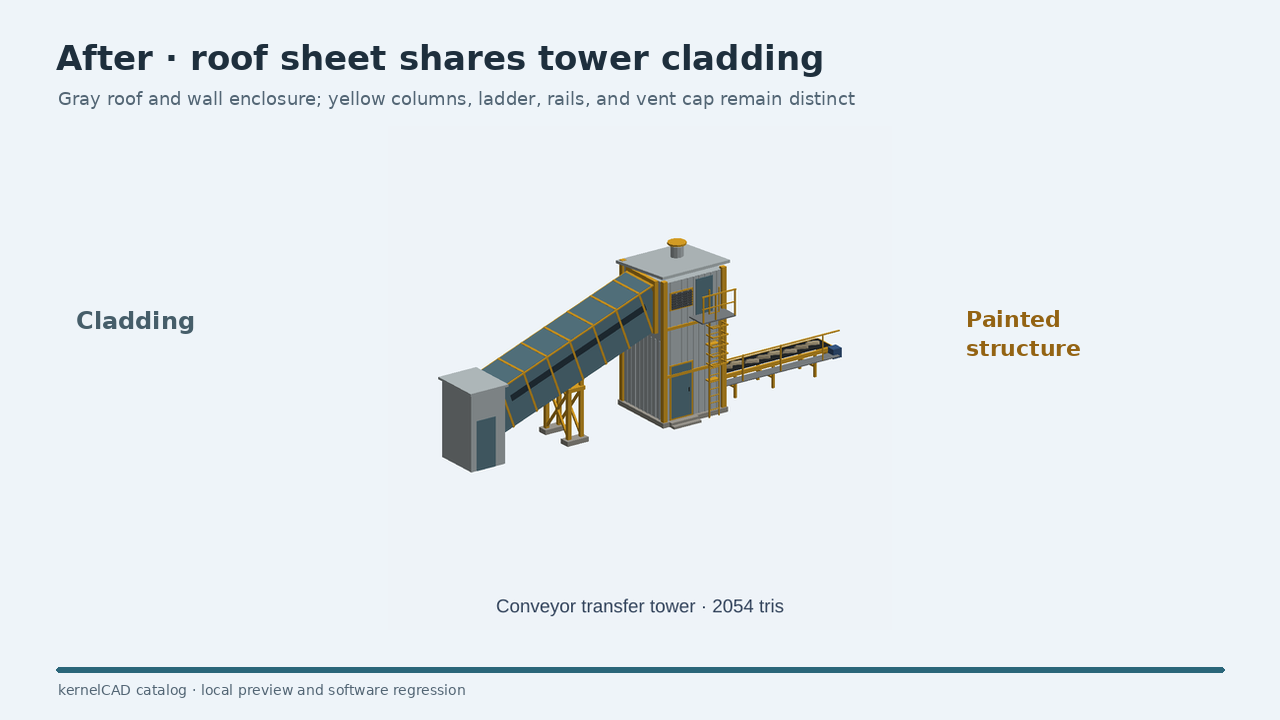 After · roof sheet shares tower cladding
Gray roof and wall enclosure; yellow columns, ladder, rails, and vent cap remain distinct
Cladding
Painted
structure
Conveyor transfer tower · 2054 tris
kernelCAD catalog · local preview and software regression